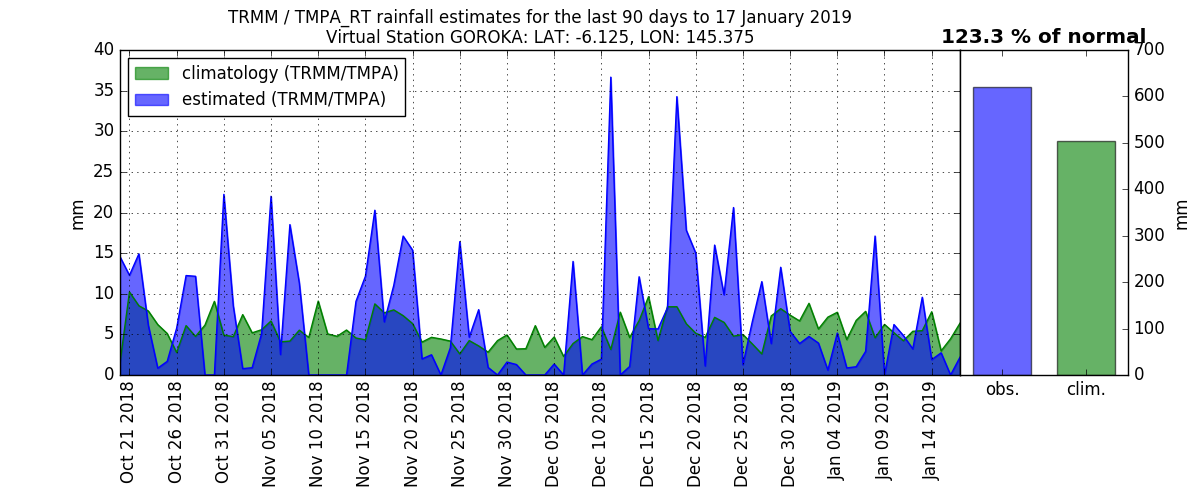 TRMM / TMPA_RT rainfall estimates for the last 90 days to 17 January 2019
Virtual Station GOROKA: LAT: -6.125, LON: 145.375
123.3 % of normal
climatology (TRMM/TMPA)
estimated (TRMM/TMPA)
mm
40
35
30
25
20
15
10
5
0
Oct 21 2018
Oct 26 2018
Oct 31 2018
Nov 05 2018
Nov 10 2018
Nov 15 2018
Nov 20 2018
Nov 25 2018
Nov 30 2018
Dec 05 2018
Dec 10 2018
Dec 15 2018
Dec 20 2018
Dec 25 2018
Dec 30 2018
Jan 04 2019
Jan 09 2019
Jan 14 2019
obs.
clim.
700
600
500
400
300
200
100
0
mm